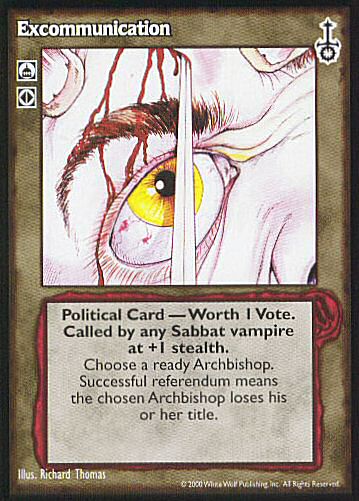 Excommunication
Political Card — Worth 1 Vote.
Called by any Sabbat vampire
at +1 stealth.
Choose a ready Archbishop.
Successful referendum means
the chosen Archbishop loses his
or her title.
Illus. Richard Thomas
© 2000 White Wolf Publishing, Inc. All Rights Reserved.